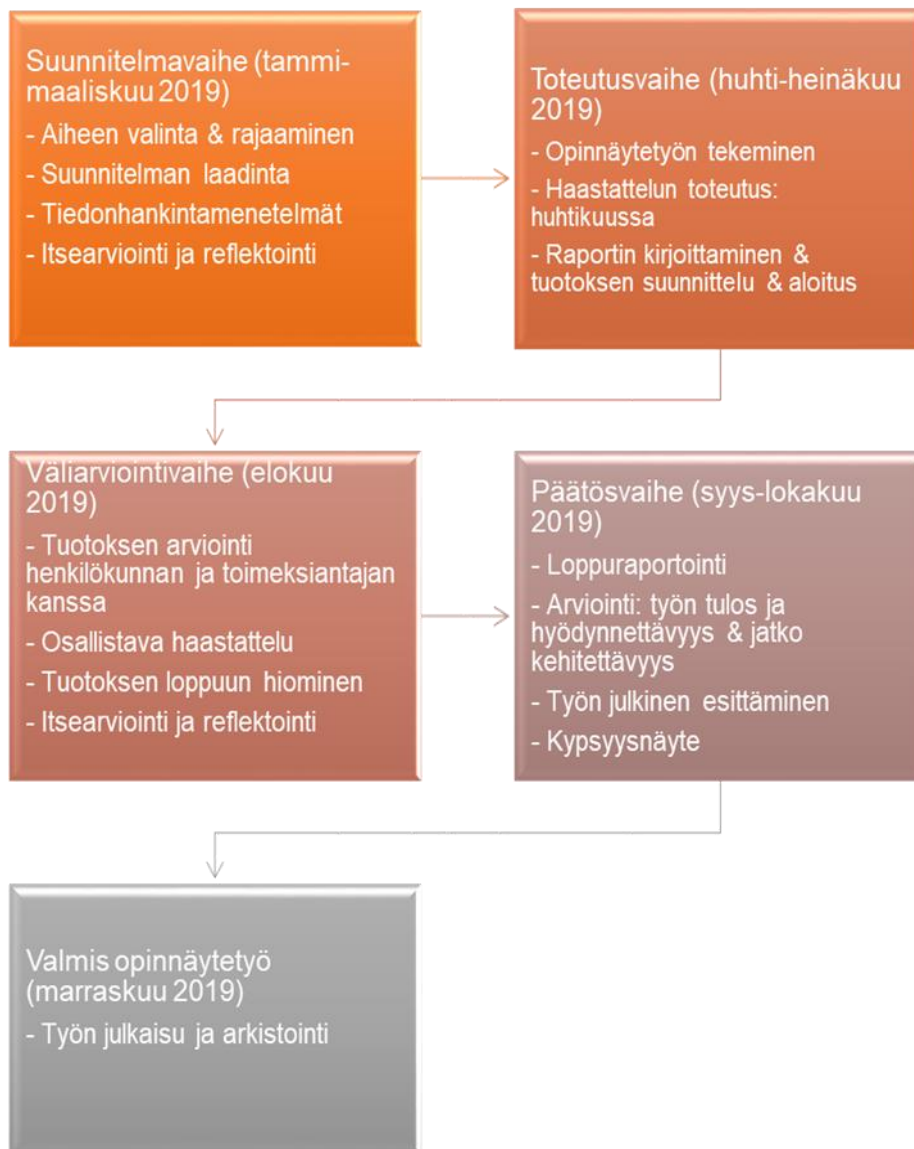 Suunnitelmavaihe (tammi-
maaliskuu 2019)
- Aiheen valinta & rajaaminen
- Suunnitelman laadinta
- Tiedonhankintamenetelmät
- Itsearviointi ja reflektointi
Toteutusvaihe (huhti-heinäkuu
2019)
- Opinnäytetyön tekeminen
- Haastattelun toteutus:
huhtikuussa
- Raportin kirjoittaminen &
tuotoksen suunnittelu & aloitus
Väliarviointivaihe (elokuu
2019)
- Tuotoksen arviointi
henkilökunnan ja toimeksiantajan
kanssa
- Osallistava haastattelu
- Tuotoksen loppuun hiominen
- Itsearviointi ja reflektointi
Päätösvaihe (syys-lokakuu
2019)
- Loppuraportointi
- Arviointi: työn tulos ja
hyödynnettävyys & jatko
kehitettävyys
- Työn julkinen esittäminen
- Kypsyysnäyte
Valmis opinnäytetyö
(marraskuu 2019)
- Työn julkaisu ja arkistointi